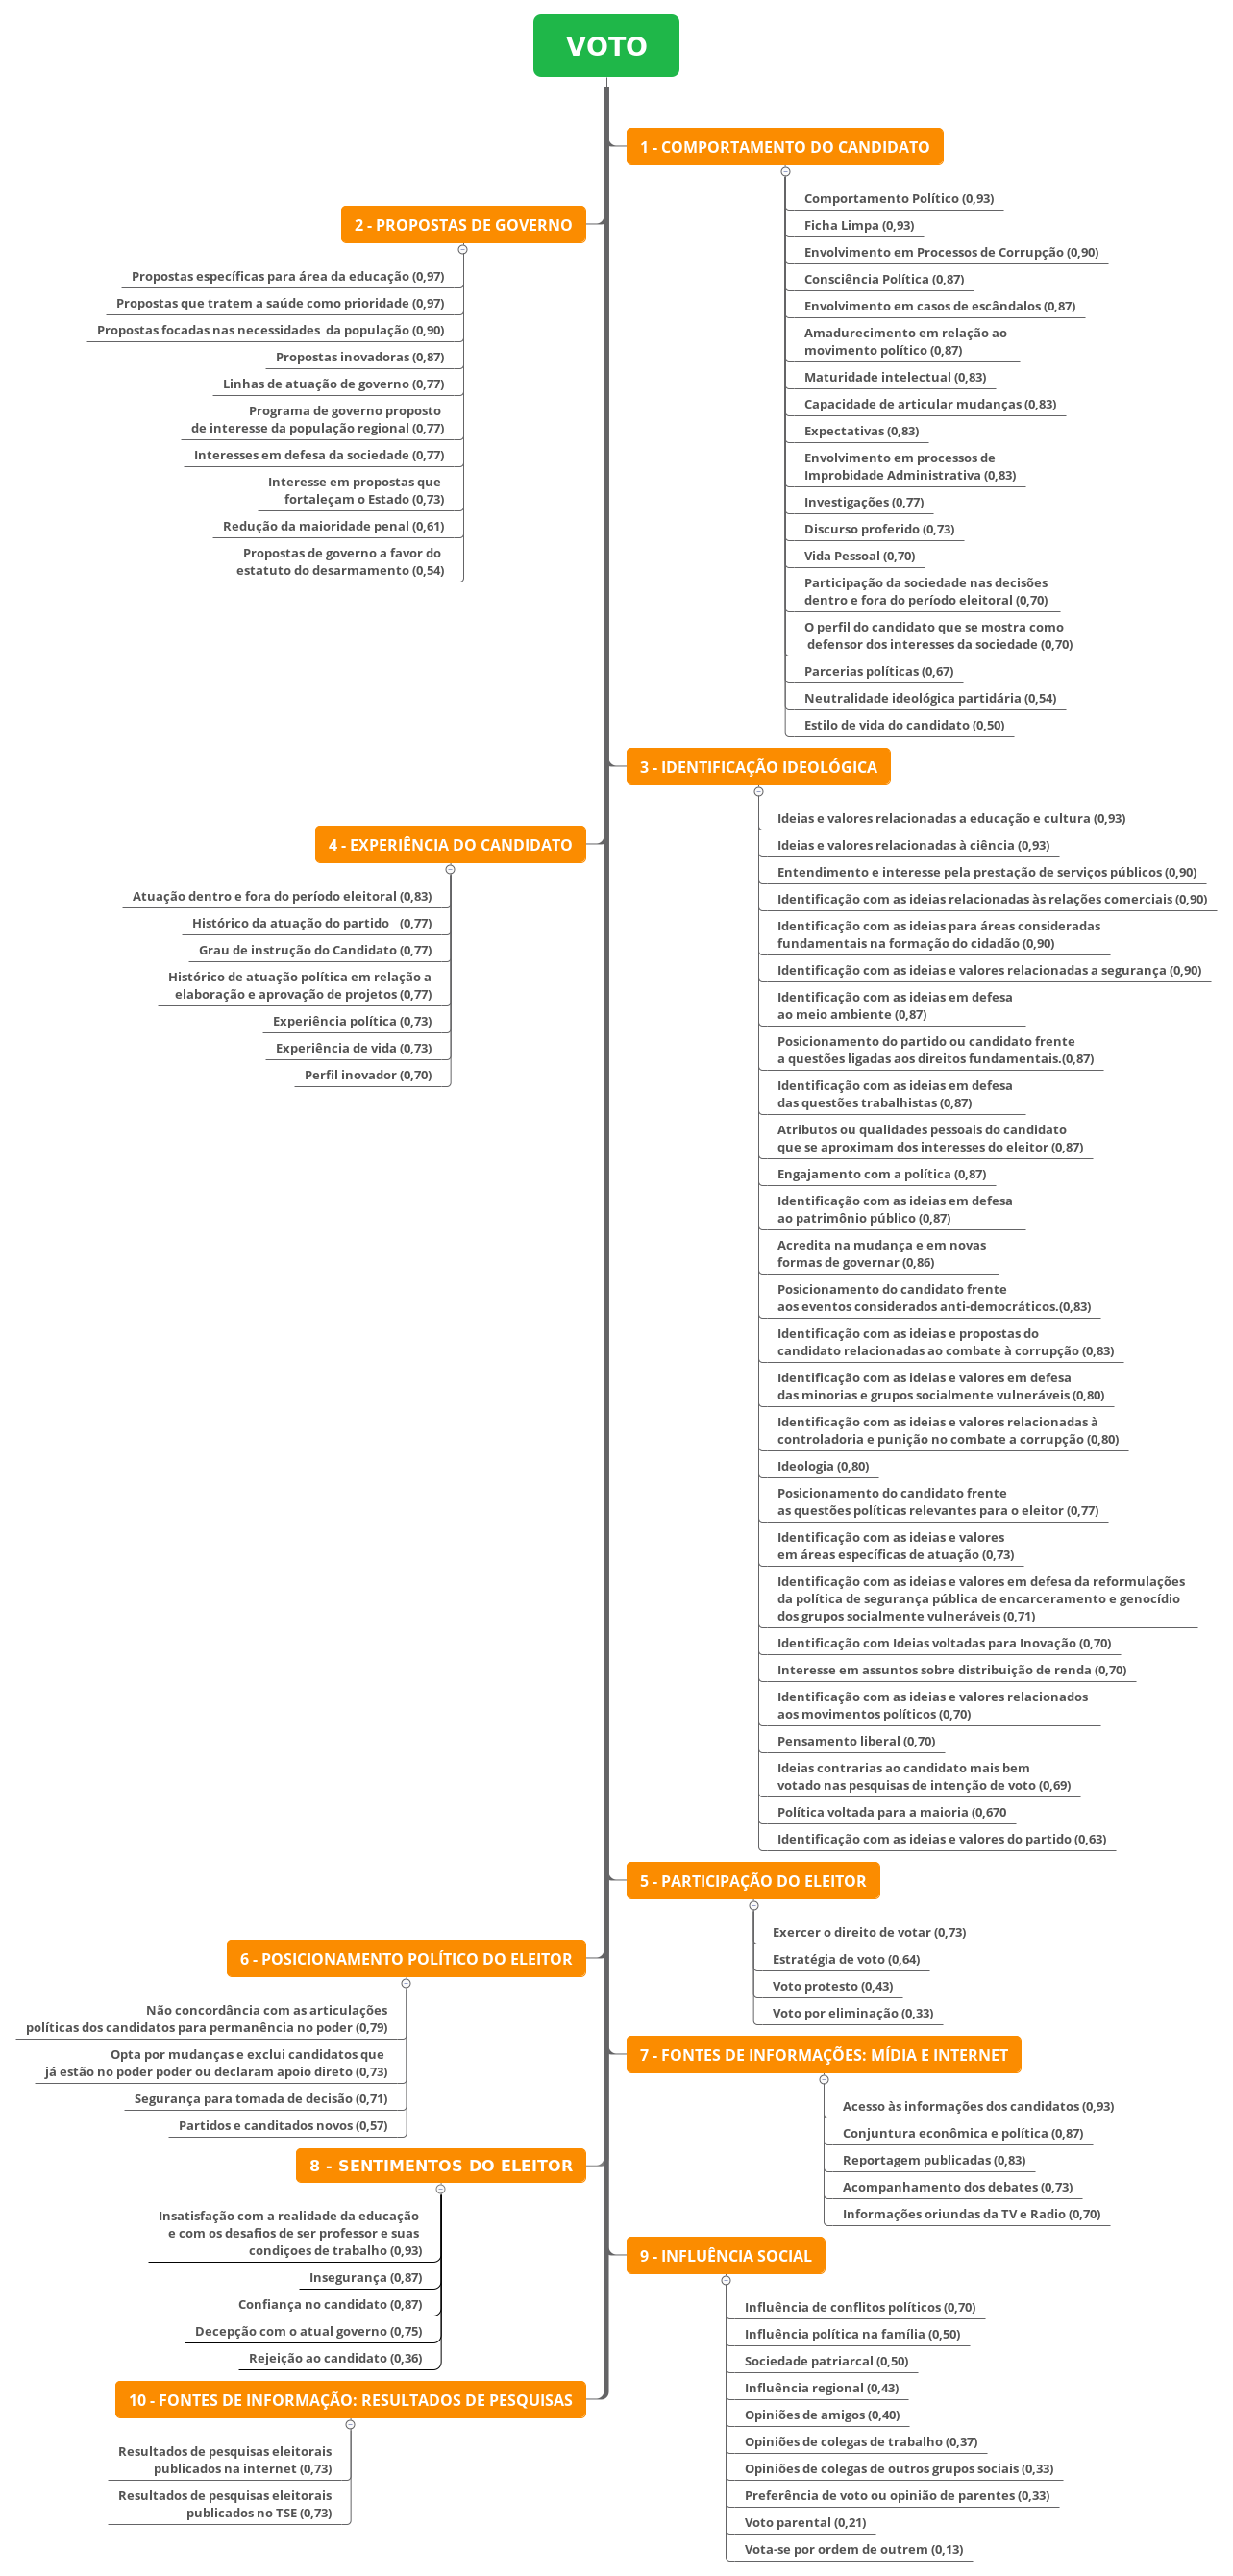 VOTO
1 - COMPORTAMENTO DO CANDIDATO
Comportamento Político (0,93)
Ficha Limpa (0,93)
Envolvimento em Processos de Corrupção (0,90)
Consciência Política (0,87)
Envolvimento em casos de escândalos (0,87)
Amadurecimento em relação ao
movimento político (0,87)
Maturidade intelectual (0,83)
Capacidade de articular mudanças (0,83)
Expectativas (0,83)
Envolvimento em processos de
Improbidade Administrativa (0,83)
Investigações (0,77)
Discurso proferido (0,73)
Vida Pessoal (0,70)
Participação da sociedade nas decisões
dentro e fora do período eleitoral (0,70)
O perfil do candidato que se mostra como
defensor dos interesses da sociedade (0,70)
Parcerias políticas (0,67)
Neutralidade ideológica partidária (0,54)
Estilo de vida do candidato (0,50)
2 - PROPOSTAS DE GOVERNO
Propostas específicas para área da educação (0,97)
Propostas que tratem a saúde como prioridade (0,97)
Propostas focadas nas necessidades da população (0,90)
Propostas inovadoras (0,87)
Linhas de atuação de governo (0,77)
Programa de governo proposto
de interesse da população regional (0,77)
Interesses em defesa da sociedade (0,77)
Interesse em propostas que
fortaleçam o Estado (0,73)
Redução da maioridade penal (0,61)
Propostas de governo a favor do
estatuto do desarmamento (0,54)
3 - IDENTIFICAÇÃO IDEOLÓGICA
Ideias e valores relacionadas a educação e cultura (0,93)
Ideias e valores relacionadas à ciência (0,93)
Entendimento e interesse pela prestação de serviços públicos (0,90)
Identificação com as ideias relacionadas às relações comerciais (0,90)
Identificação com as ideias para áreas consideradas
fundamentais na formação do cidadão (0,90)
Identificação com as ideias e valores relacionadas a segurança (0,90)
Identificação com as ideias em defesa
ao meio ambiente (0,87)
Posicionamento do partido ou candidato frente
a questões ligadas aos direitos fundamentais.(0,87)
Identificação com as ideias em defesa
das questões trabalhistas (0,87)
Atributos ou qualidades pessoais do candidato
que se aproximam dos interesses do eleitor (0,87)
Engajamento com a política (0,87)
Identificação com as ideias em defesa
ao patrimônio público (0,87)
Acredita na mudança e em novas
formas de governar (0,86)
Posicionamento do candidato frente
aos eventos considerados anti-democráticos.(0,83)
Identificação com as ideias e propostas do
candidato relacionadas ao combate à corrupção (0,83)
Identificação com as ideias e valores em defesa
das minorias e grupos socialmente vulneráveis (0,80)
Identificação com as ideias e valores relacionadas à
controladoria e punição no combate a corrupção (0,80)
Ideologia (0,80)
Posicionamento do candidato frente
as questões políticas relevantes para o eleitor (0,77)
Identificação com as ideias e valores
em áreas específicas de atuação (0,73)
Identificação com as ideias e valores em defesa da reformulações
da política de segurança pública de encarceramento e genocídio
dos grupos socialmente vulneráveis (0,71)
Identificação com Ideias voltadas para Inovação (0,70)
Interesse em assuntos sobre distribuição de renda (0,70)
Identificação com as ideias e valores relacionados
aos movimentos políticos (0,70)
Pensamento liberal (0,70)
Ideias contrarias ao candidato mais bem
votado nas pesquisas de intenção de voto (0,69)
Política voltada para a maioria (0,670
Identificação com as ideias e valores do partido (0,63)
4 - EXPERIÊNCIA DO CANDIDATO
Atuação dentro e fora do período eleitoral (0,83)
Histórico da atuação do partido (0,77)
Grau de instrução do Candidato (0,77)
Histórico de atuação política em relação a
elaboração e aprovação de projetos (0,77)
Experiência política (0,73)
Experiência de vida (0,73)
Perfil inovador (0,70)
5 - PARTICIPAÇÃO DO ELEITOR
Exercer o direito de votar (0,73)
Estratégia de voto (0,64)
Voto protesto (0,43)
Voto por eliminação (0,33)
6 - POSICIONAMENTO POLÍTICO DO ELEITOR
Não concordância com as articulações
políticas dos candidatos para permanência no poder (0,79)
Opta por mudanças e exclui candidatos que
já estão no poder poder ou declaram apoio direto (0,73)
Segurança para tomada de decisão (0,71)
Partidos e canditados novos (0,57)
7 - FONTES DE INFORMAÇÕES: MÍDIA E INTERNET
Acesso às informações dos candidatos (0,93)
Conjuntura econômica e política (0,87)
Reportagem publicadas (0,83)
Acompanhamento dos debates (0,73)
Informações oriundas da TV e Radio (0,70)
8 - SENTIMENTOS DO ELEITOR
Insatisfação com a realidade da educação
e com os desafios de ser professor e suas
condiçoes de trabalho (0,93)
Insegurança (0,87)
Confiança no candidato (0,87)
Decepção com o atual governo (0,75)
Rejeição ao candidato (0,36)
9 - INFLUÊNCIA SOCIAL
Influência de conflitos políticos (0,70)
Influência política na família (0,50)
Sociedade patriarcal (0,50)
Influência regional (0,43)
Opiniões de amigos (0,40)
Opiniões de colegas de trabalho (0,37)
Opiniões de colegas de outros grupos sociais (0,33)
Preferência de voto ou opinião de parentes (0,33)
Voto parental (0,21)
Vota-se por ordem de outrem (0,13)
10 - FONTES DE INFORMAÇÃO: RESULTADOS DE PESQUISAS
Resultados de pesquisas eleitorais
publicados na internet (0,73)
Resultados de pesquisas eleitorais
publicados no TSE (0,73)